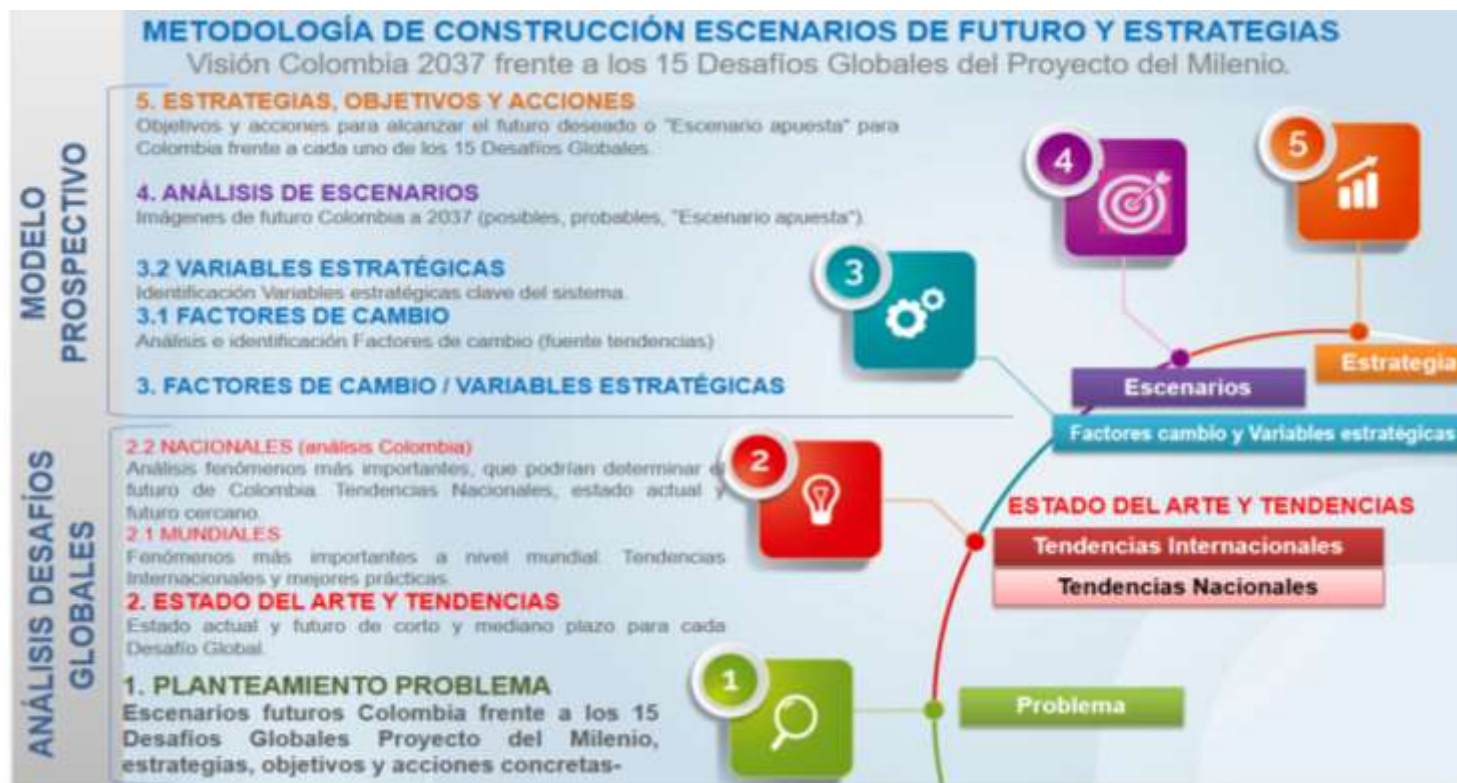 METODOLOGÍA DE CONSTRUCCIÓN ESCENARIOS DE FUTURO Y ESTRATEGIAS
Visión Colombia 2037 frente a los 15 Desafíos Globales del Proyecto del Milenio.
MODELO
PROSPECTIVO
5. ESTRATEGIAS, OBJETIVOS Y ACCIONES
Objetivos y acciones para alcanzar el futuro deseado o "Escenario apuesta" para
Colombia frente a cada uno de los 15 Desafíos Globales.
4. ANÁLISIS DE ESCENARIOS
Imágenes de futuro Colombia a 2037 (posibles, probables, "Escenario apuesta").
3.2 VARIABLES ESTRATÉGICAS
Identificación Variables estratégicas clave del sistema.
3.1 FACTORES DE CAMBIO
Análisis e identificación Factores de cambio (fuente tendencias)
3. FACTORES DE CAMBIO / VARIABLES ESTRATÉGICAS
ANÁLISIS DESAFÍOS
GLOBALES
2.2 NACIONALES (análisis Colombia)
Análisis fenómenos más importantes, que podrían determinar el
futuro de Colombia. Tendencias Nacionales, estado actual y
futuro cercano.
2.1 MUNDIALES
Fenómenos más importantes a nivel mundial. Tendencias
Internacionales y mejores prácticas.
2. ESTADO DEL ARTE Y TENDENCIAS
Estado actual y futuro de corto y mediano plazo para cada
Desafío Global.
1. PLANTEAMIENTO PROBLEMA
Escenarios futuros Colombia frente a los 15
Desafíos Globales Proyecto del Milenio,
estrategias, objetivos y acciones concretas-
5
4
3
2
1
Estrategia
Escenarios
Factores cambio y Variables estratégicas
ESTADO DEL ARTE Y TENDENCIAS
Tendencias Internacionales
Tendencias Nacionales
Problema